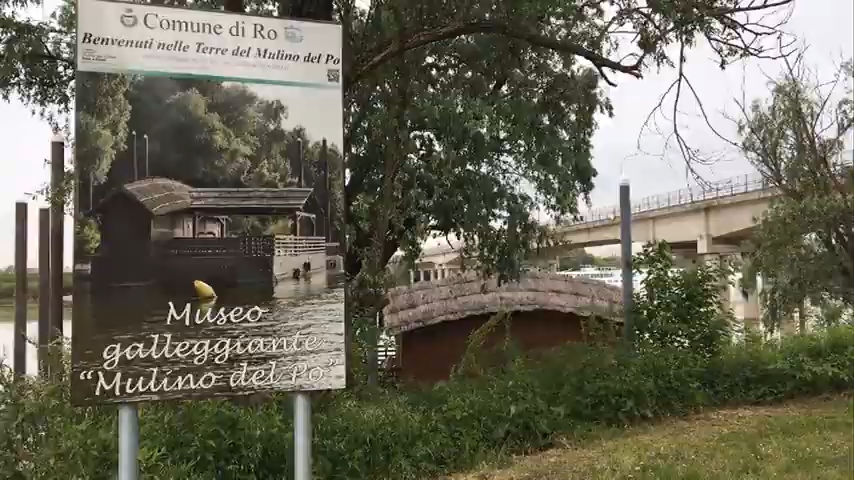 Comune di Ro
Benvenuti nelle Terre del Mulino del Po
Museo
galleggiante
"Mulino del Po"